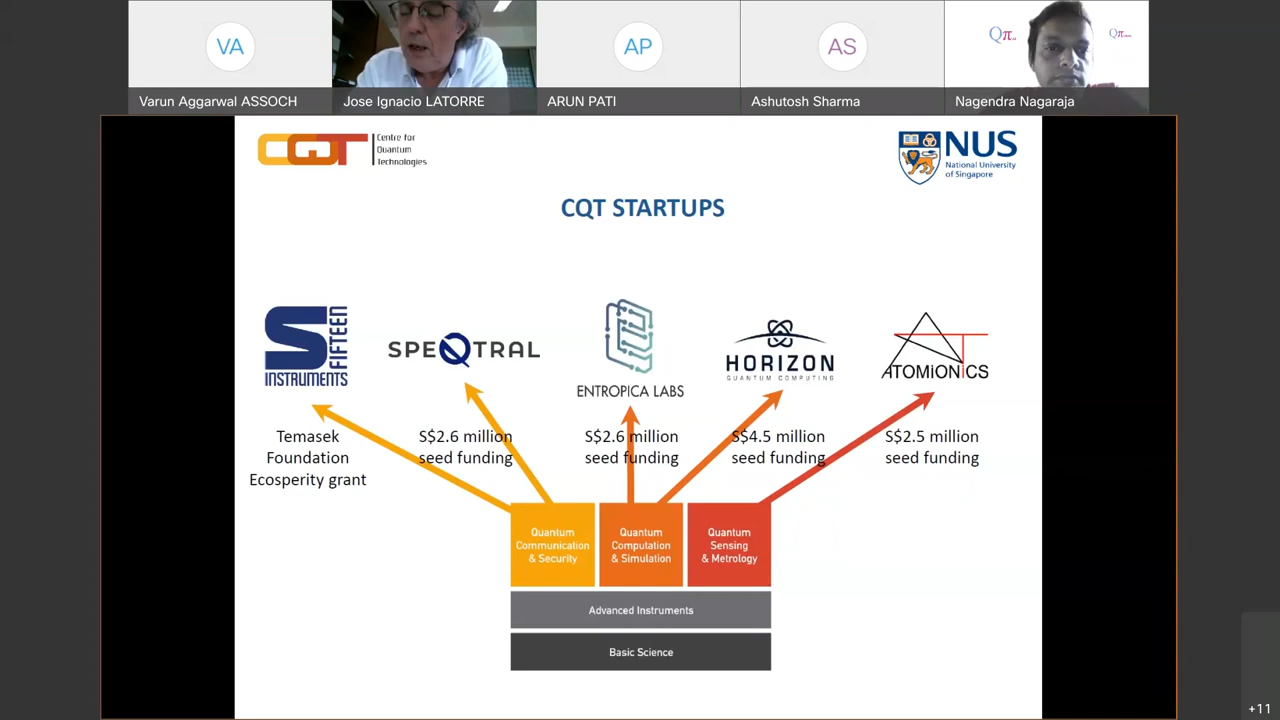 VA
AP
AS
Qπ
Qπ
Varun Aggarwal ASSOCH
Jose Ignacio LATORRE
ARUN PATI
Ashutosh Sharma
Nagendra Nagaraja
CQT
Centre for
Quantum
Technologies
NUS
National University
of Singapore
CQT STARTUPS
S FIFTEEN
INSTRUMENTS
SPEQTRAL
ENTROPICA LABS
HORIZON
QUANTUM COMPUTING
ATOMIONICS
Temasek
Foundation
Ecosperity grant
S$2.6 million
seed funding
S$2.6 million
seed funding
S$4.5 million
seed funding
S$2.5 million
seed funding
Quantum
Communication
& Security
Quantum
Computation
& Simulation
Quantum
Sensing
& Metrology
Advanced Instruments
Basic Science
+11